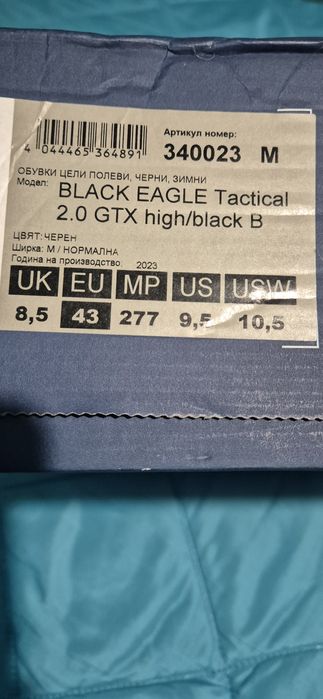 4 044465 364891
Артикул номер:
340023 M
ОБУВКИ ЦЕЛИ ПОЛЕВИ, ЧЕРНИ, ЗИМНИ
Модел:
BLACK EAGLE Tactical
2.0 GTX high/black B
ЦВЯТ: ЧЕРЕН
Ширка: M / НОРМАЛНА
Година на производство: 2023
UK EU MP US USW
8,5 43 277 9,5 10,5